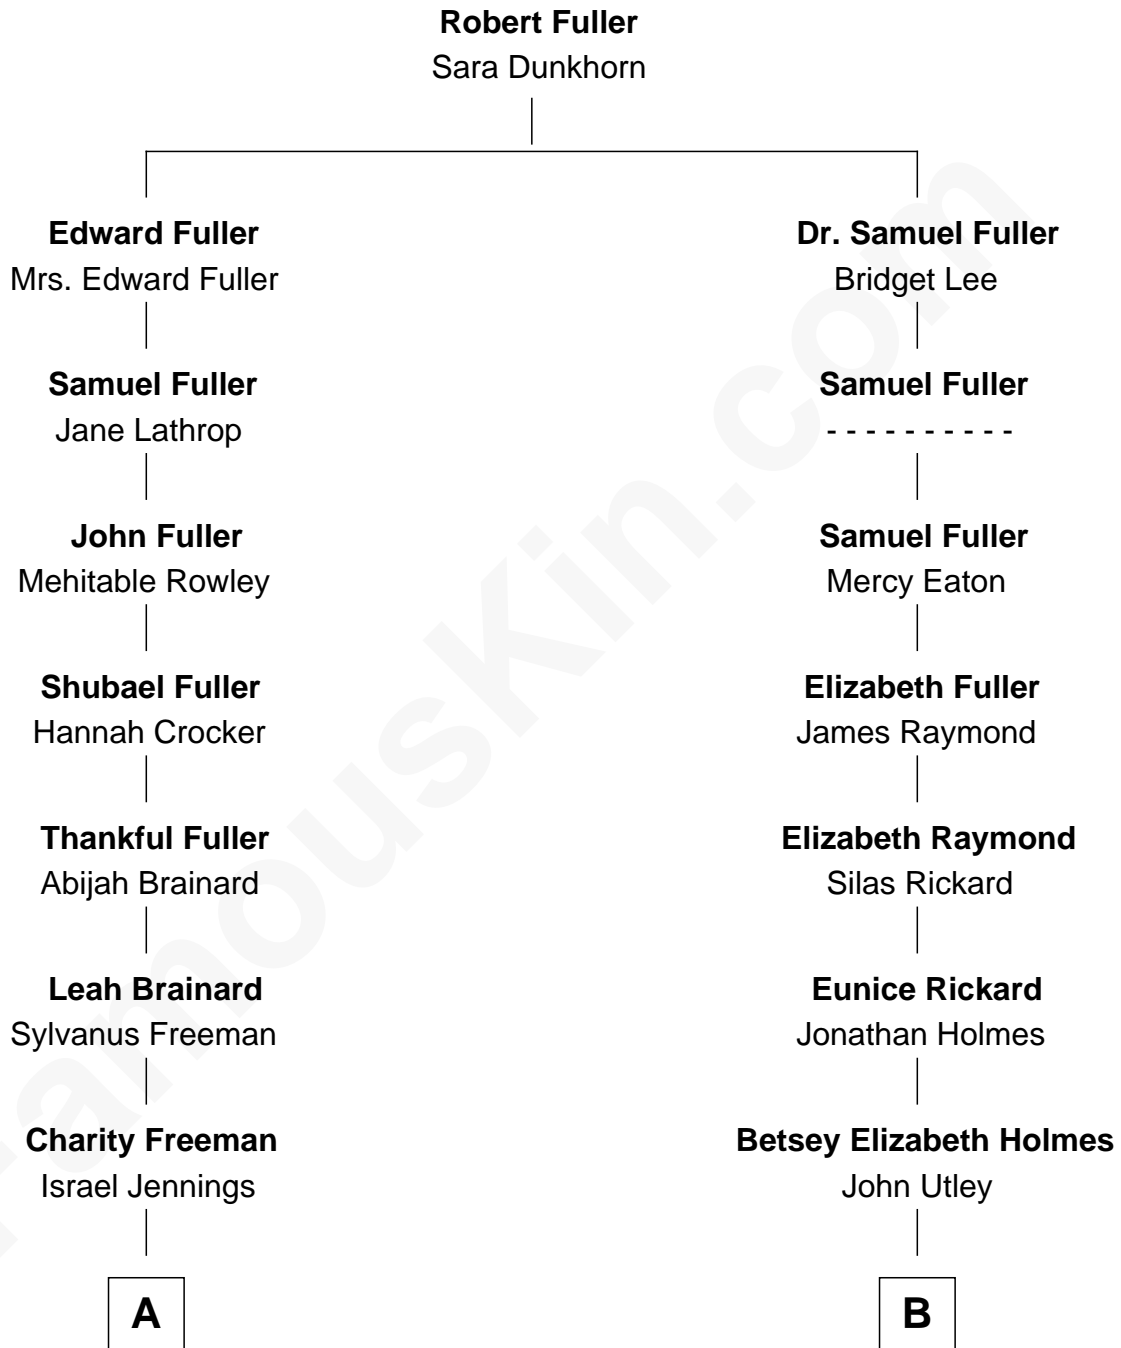 Robert Fuller
Sara Dunkhorn
Edward Fuller
Mrs. Edward Fuller
Dr. Samuel Fuller
Bridget Lee
Samuel Fuller
Jane Lathrop
Samuel Fuller
- - - - - - - - - -
John Fuller
Mehitable Rowley
Samuel Fuller
Mercy Eaton
Shubael Fuller
Hannah Crocker
Elizabeth Fuller
James Raymond
Thankful Fuller
Abijah Brainard
Elizabeth Raymond
Silas Rickard
Leah Brainard
Sylvanus Freeman
Eunice Rickard
Jonathan Holmes
Charity Freeman
Israel Jennings
Betsey Elizabeth Holmes
John Utley
A
B
FamousKin.com